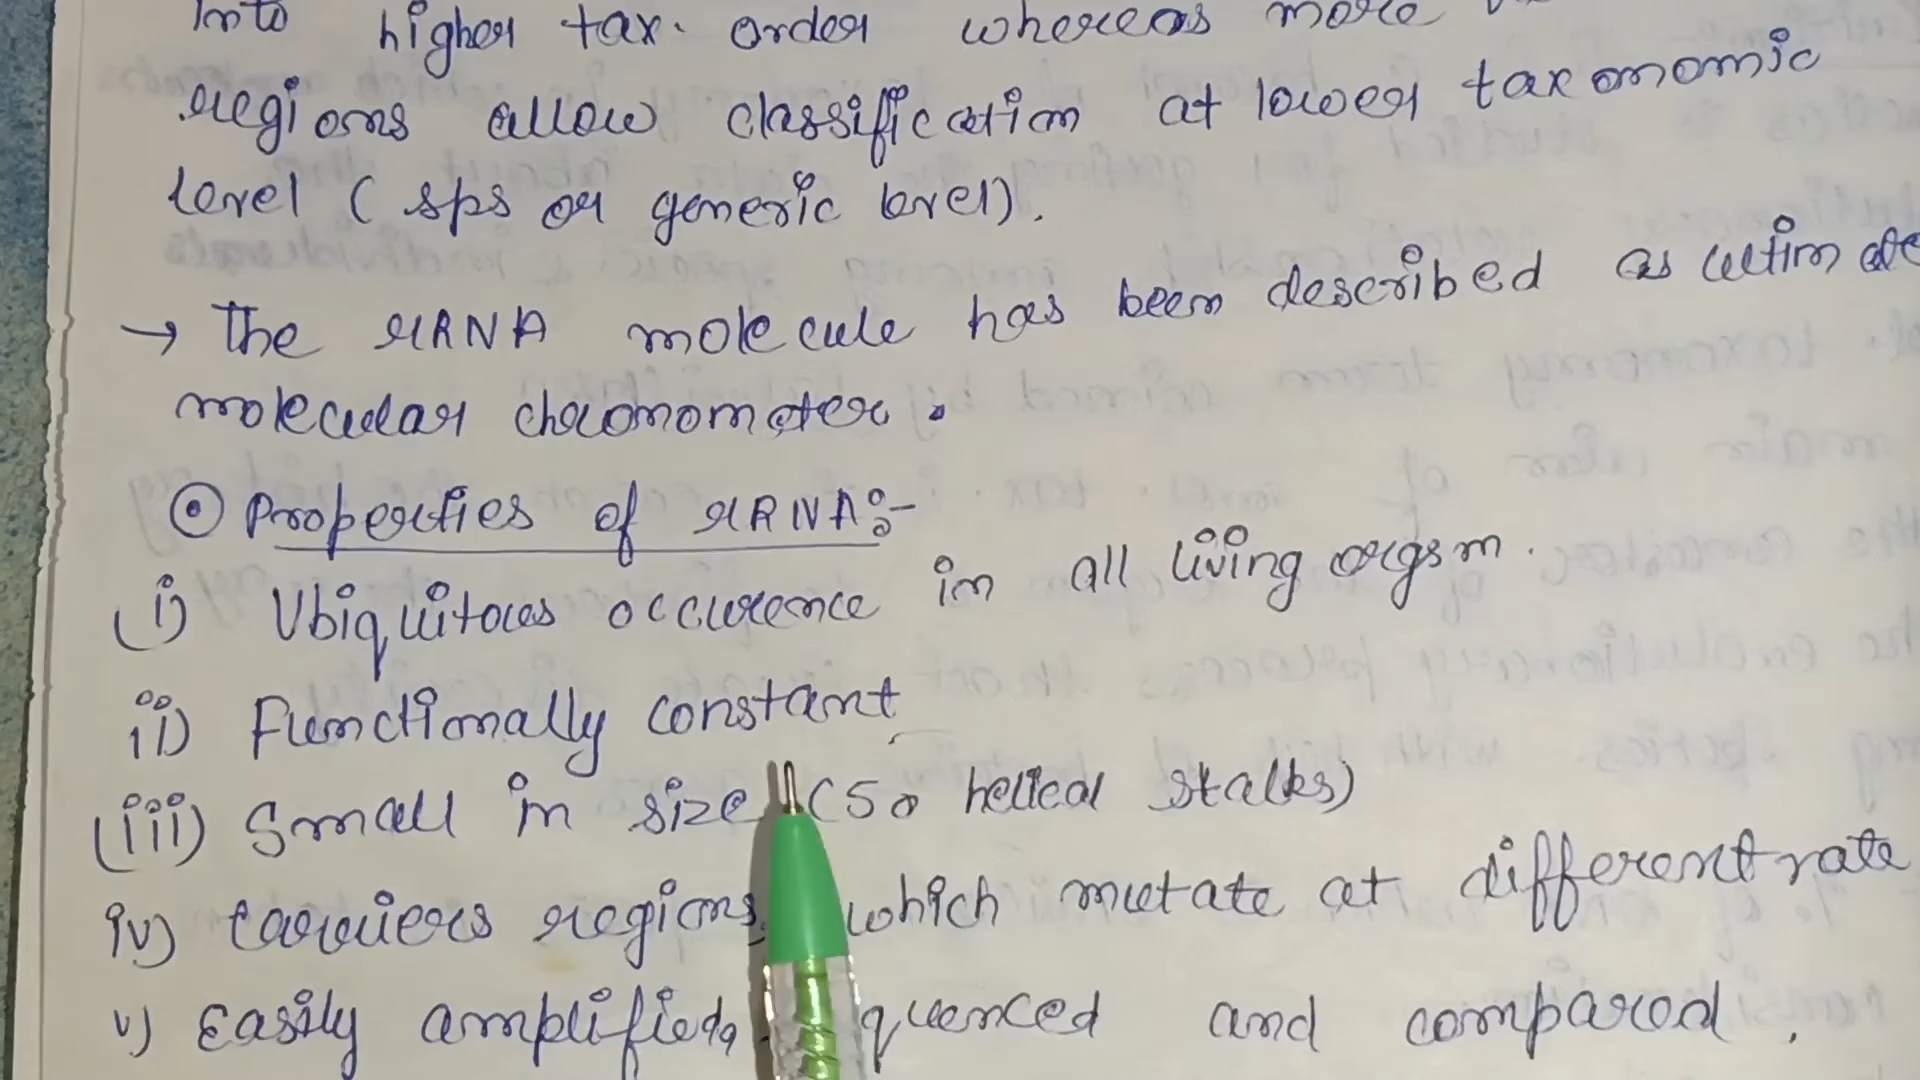 into higher tax. order whereas more
regions allow classification at lower taxonomic
level (sps or generic level).
→ The rRNA molecule has been described as ultimate
molecular chronometer.
⊙ Properties of rRNA:-
(i) Ubiquitous occurence in all living orgsm.
ii) Functionally constant
(iii) Small in size (50 helical stalks)
iv) Carriers regions which mutate at different rate
v) Easily amplified, quenced and compared.